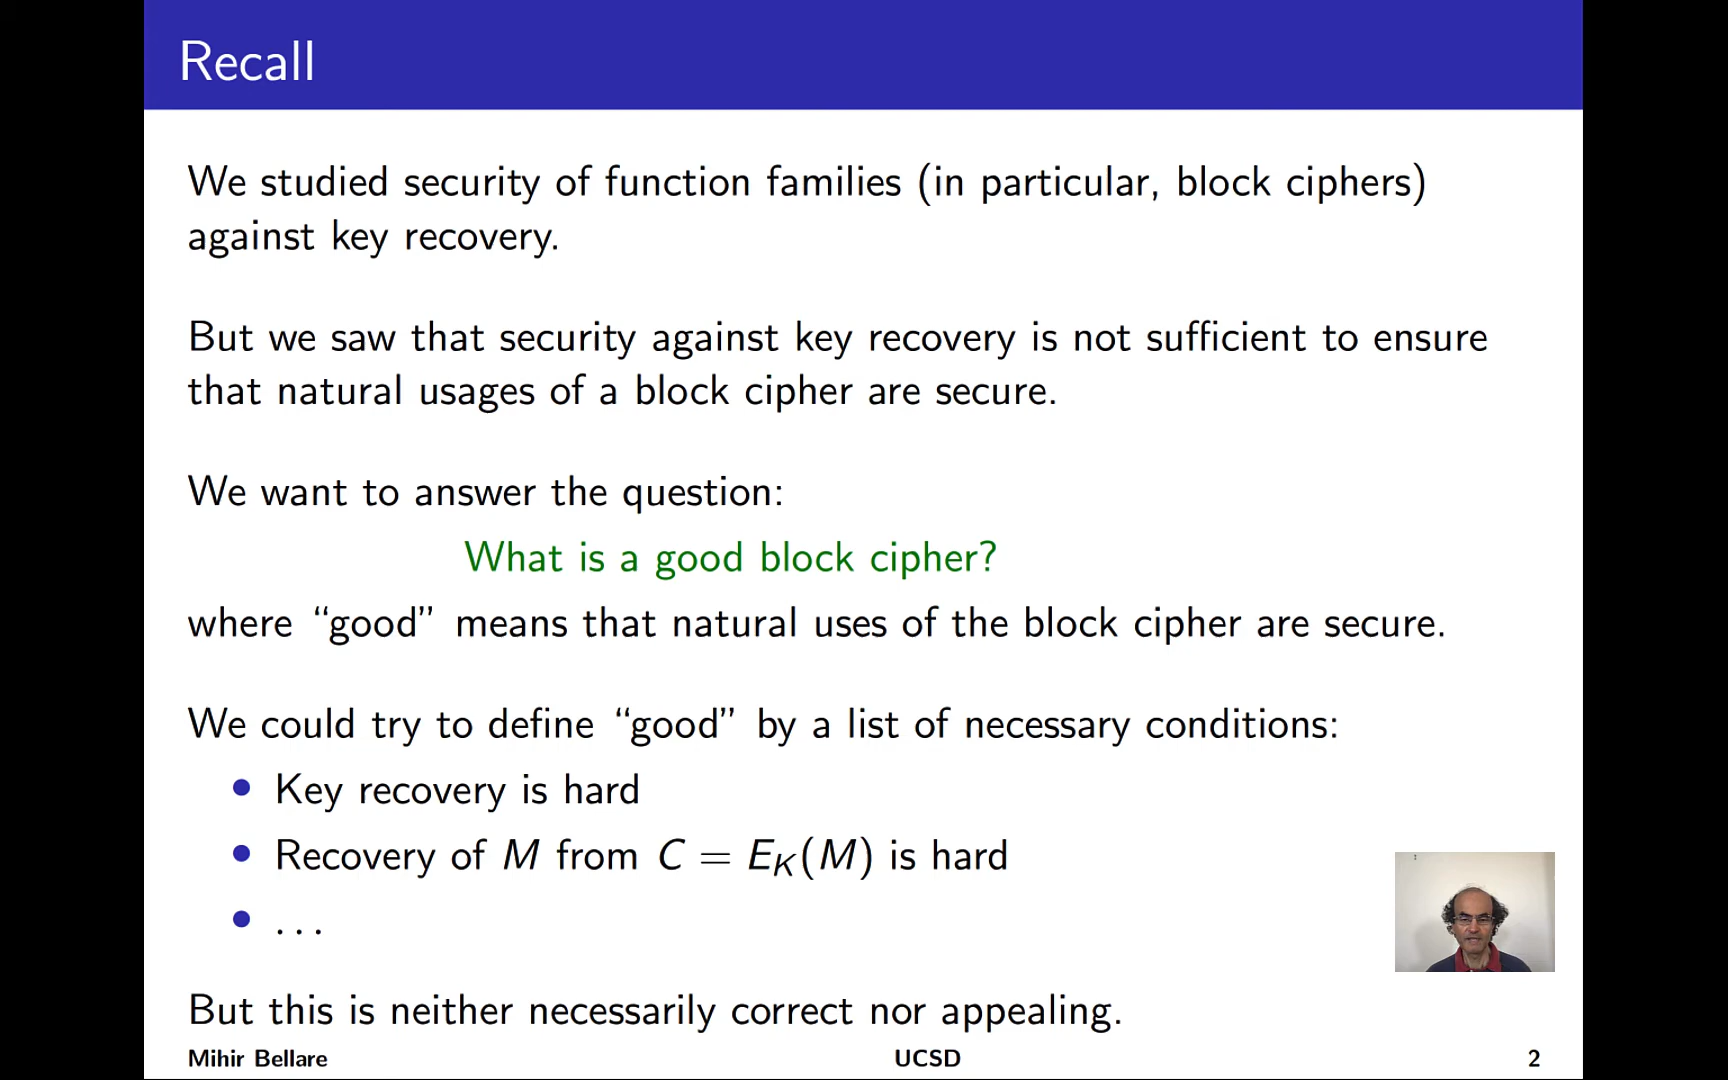 Recall
We studied security of function families (in particular, block ciphers)
against key recovery.
But we saw that security against key recovery is not sufficient to ensure
that natural usages of a block cipher are secure.
We want to answer the question:
What is a good block cipher?
where “good” means that natural uses of the block cipher are secure.
We could try to define “good” by a list of necessary conditions:
• Key recovery is hard
• Recovery of M from C = E_K(M) is hard
• . . .
But this is neither necessarily correct nor appealing.
Mihir Bellare UCSD 2